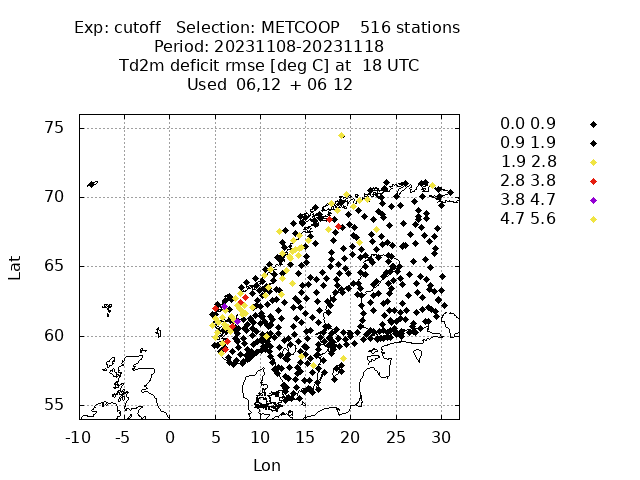 Exp: cutoff   Selection: METCOOP    516 stations
Period: 20231108-20231118
Td2m deficit rmse [deg C] at  18 UTC
Used  06,12  + 06 12
0.0 0.9
0.9 1.9
1.9 2.8
2.8 3.8
3.8 4.7
4.7 5.6
75
70
65
60
55
Lat
-10 -5 0 5 10 15 20 25 30
Lon